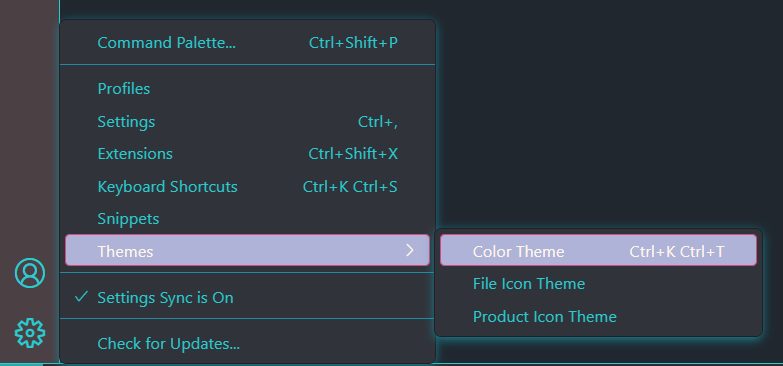 Command Palette... Ctrl+Shift+P
Profiles
Settings Ctrl+,
Extensions Ctrl+Shift+X
Keyboard Shortcuts Ctrl+K Ctrl+S
Snippets
Themes
Color Theme Ctrl+K Ctrl+T
File Icon Theme
Product Icon Theme
Settings Sync is On
Check for Updates...